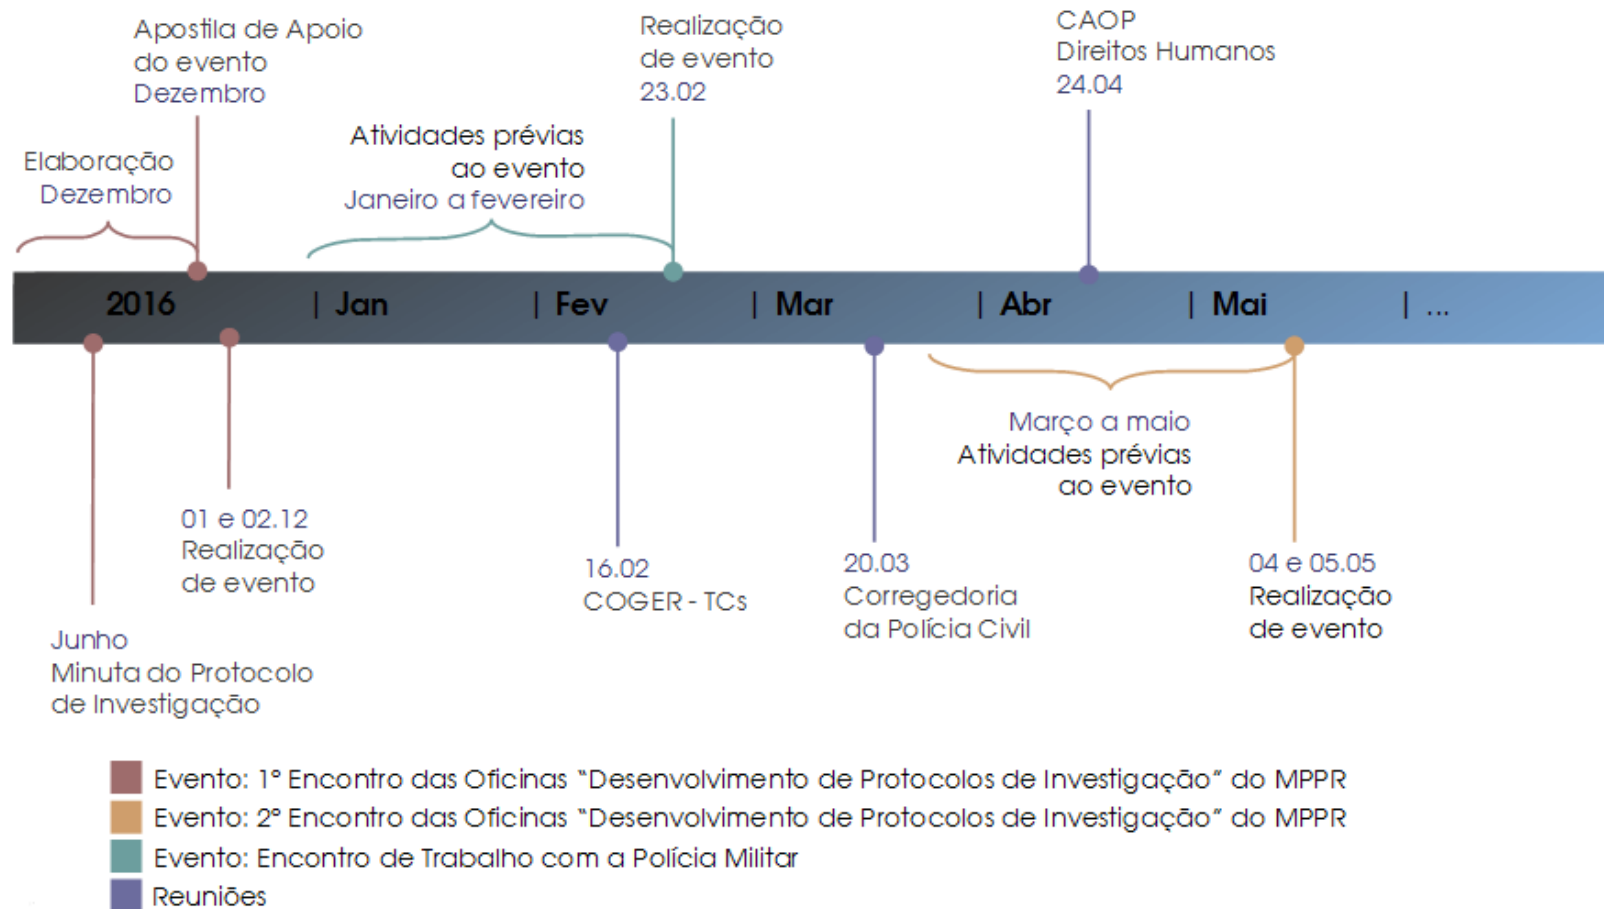 Apostila de Apoio
do evento
Dezembro
Realização
de evento
23.02
CAOP
Direitos Humanos
24.04
Elaboração
Dezembro
Atividades prévias
ao evento
Janeiro a fevereiro
2016 | Jan | Fev | Mar | Abr | Mai | ...
Março a maio
Atividades prévias
ao evento
01 e 02.12
Realização
de evento
16.02
COGER - TCs
20.03
Corregedoria
da Polícia Civil
04 e 05.05
Realização
de evento
Junho
Minuta do Protocolo
de Investigação
Evento: 1º Encontro das Oficinas “Desenvolvimento de Protocolos de Investigação” do MPPR
Evento: 2º Encontro das Oficinas “Desenvolvimento de Protocolos de Investigação” do MPPR
Evento: Encontro de Trabalho com a Polícia Militar
Reuniões